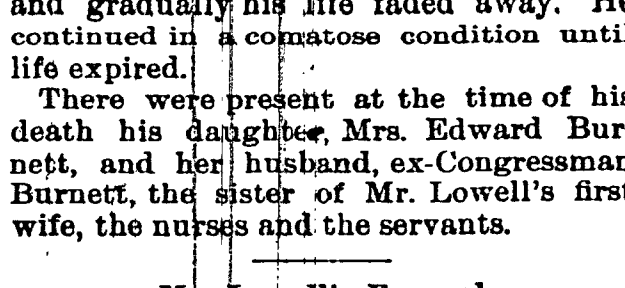 and gradually his life faded away. He
continued in a comatose condition until
life expired.
There were present at the time of his
death his daughter, Mrs. Edward Bur
nett, and her husband, ex-Congressman
Burnett, the sister of Mr. Lowell's first
wife, the nurses and the servants.